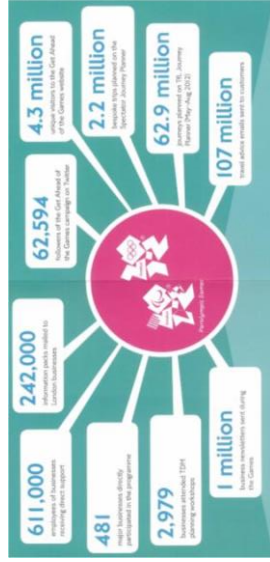 611,000
employees of businesses
receiving direct support
242,000
information packs mailed to
London businesses
62,594
followers of the Get Ahead of
the Games campaign on Twitter
4.3 million
unique visitors to the Get Ahead
of the Games website
481
major businesses directly
participated in the programme
2.2 million
bespoke trips planned on the
Spectator Journey Planner
2,979
businesses attended TDM
planning workshops
62.9 million
journeys planned on TfL Journey
Planner (May-Aug 2012)
1 million
business newsletters sent during
the Games
107 million
travel advice emails sent to customers